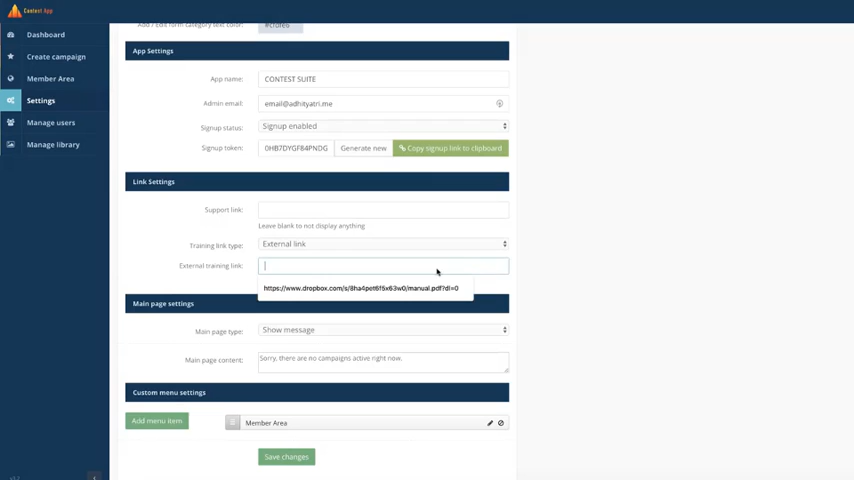 Contest App
Add / Edit form category text color: #cfdfe6
Dashboard
App Settings
Create campaign
App name: CONTEST SUITE
Member Area
Settings
Admin email: email@adhityatri.me
Manage users
Signup status: Signup enabled
Manage library
Signup token: 0HB7DYGF84PNDG Generate new Copy signup link to clipboard
Link Settings
Support link:
Leave blank to not display anything
Training link type: External link
External training link:
https://www.dropbox.com/s/8ha4pet6f5x63w0/manual.pdf?dl=0
Main page settings
Main page type: Show message
Main page content: Sorry, there are no campaigns active right now.
Custom menu settings
Add menu item Member Area
Save changes